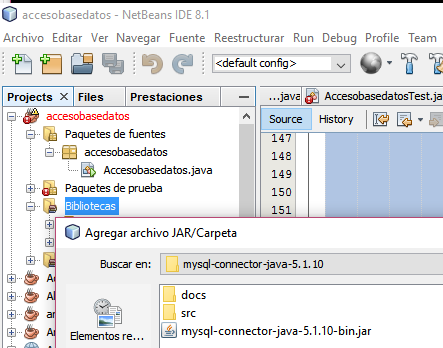 accesobasedatos - NetBeans IDE 8.1
Archivo Editar Ver Navegar Fuente Reestructurar Run Debug Profile Team
<default config>
Projects Files Prestaciones
...java AccesobasedatosTest.ja
Source History
accesobasedatos
Paquetes de fuentes
accesobasedatos
Accesobasedatos.java
Paquetes de prueba
Bibliotecas
147
148
149
150
151
Agregar archivo JAR/Carpeta
Buscar en: mysql-connector-java-5.1.10
docs
src
mysql-connector-java-5.1.10-bin.jar
Elementos re...